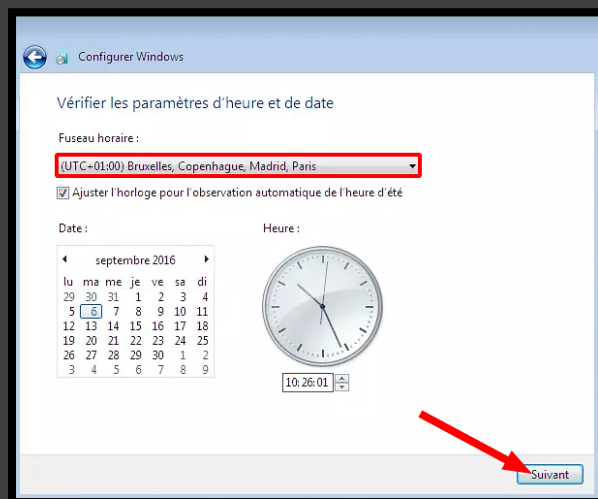 Configurer Windows
Vérifier les paramètres d'heure et de date
Fuseau horaire :
(UTC+01:00) Bruxelles, Copenhague, Madrid, Paris
Ajuster l'horloge pour l'observation automatique de l'heure d'été
Date : Heure :
septembre 2016
lu ma me je ve sa di
29 30 31 1 2 3 4
5 6 7 8 9 10 11
12 13 14 15 16 17 18
19 20 21 22 23 24 25
26 27 28 29 30 1 2
3 4 5 6 7 8 9
10:26:01
Suivant